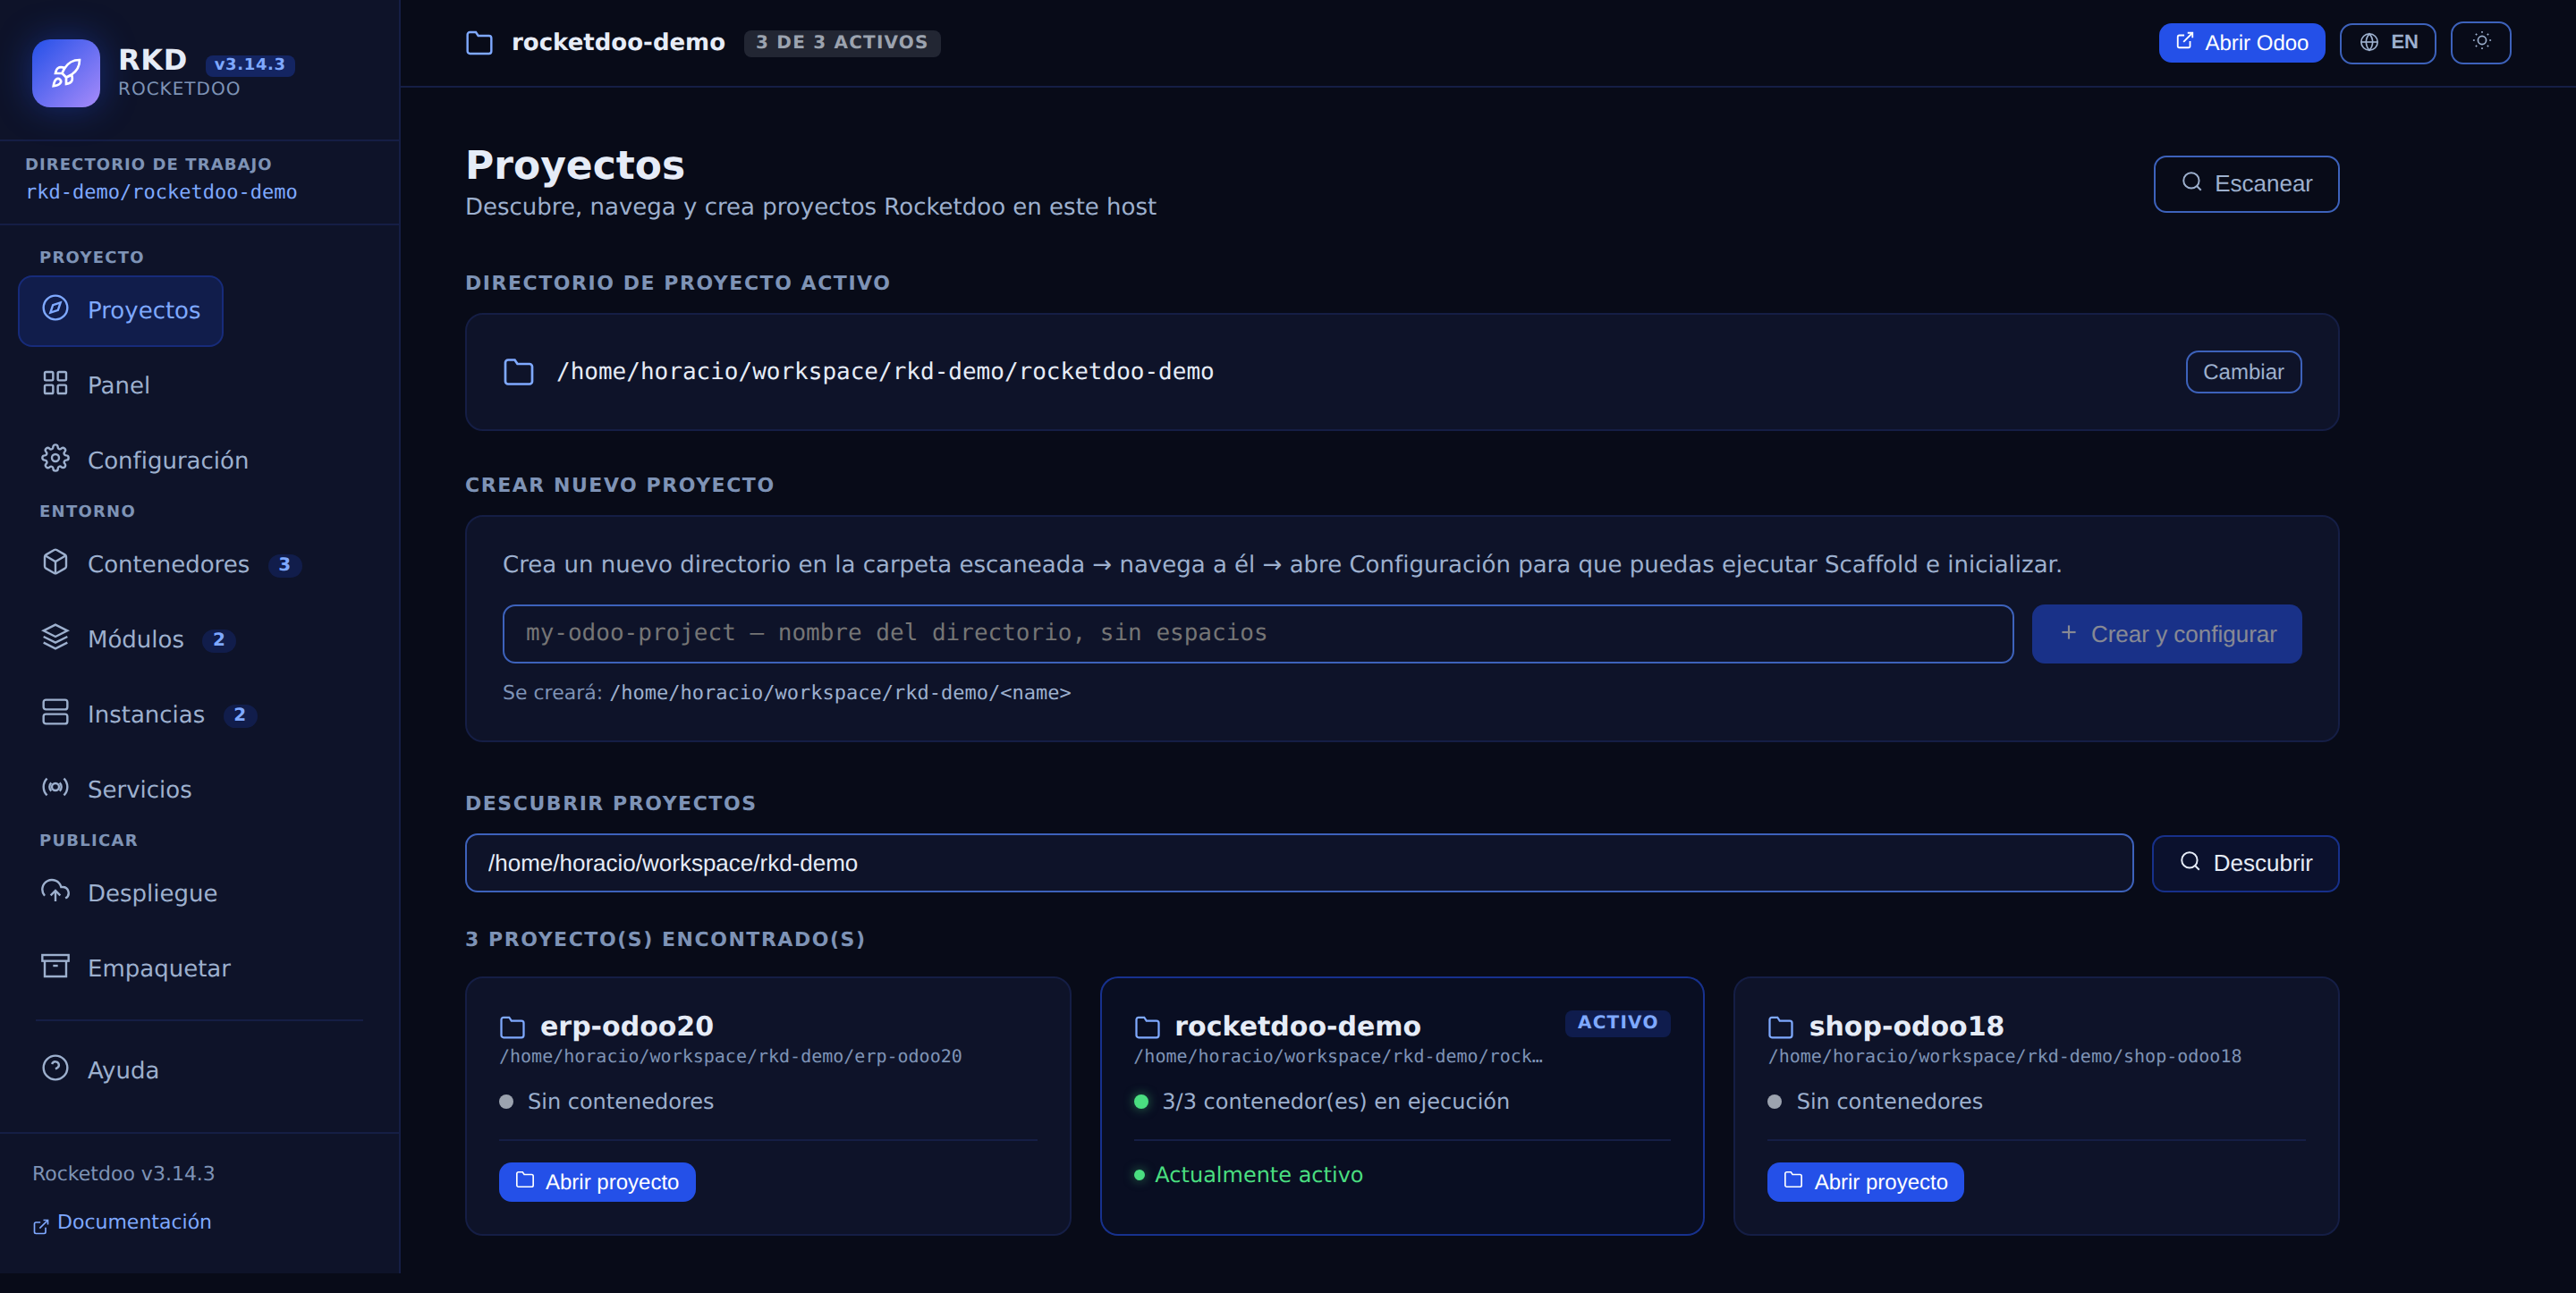 RKD v3.14.3
ROCKETDOO
DIRECTORIO DE TRABAJO
rkd-demo/rocketdoo-demo
PROYECTO
Proyectos
Panel
Configuración
ENTORNO
Contenedores 3
Módulos 2
Instancias 2
Servicios
PUBLICAR
Despliegue
Empaquetar
Ayuda
Rocketdoo v3.14.3
Documentación
rocketdoo-demo 3 DE 3 ACTIVOS
Abrir Odoo
EN
Proyectos
Descubre, navega y crea proyectos Rocketdoo en este host
Escanear
DIRECTORIO DE PROYECTO ACTIVO
/home/horacio/workspace/rkd-demo/rocketdoo-demo
Cambiar
CREAR NUEVO PROYECTO
Crea un nuevo directorio en la carpeta escaneada → navega a él → abre Configuración para que puedas ejecutar Scaffold e inicializar.
my-odoo-project — nombre del directorio, sin espacios
+ Crear y configurar
Se creará: /home/horacio/workspace/rkd-demo/<name>
DESCUBRIR PROYECTOS
/home/horacio/workspace/rkd-demo
Descubrir
3 PROYECTO(S) ENCONTRADO(S)
erp-odoo20
/home/horacio/workspace/rkd-demo/erp-odoo20
Sin contenedores
Abrir proyecto
rocketdoo-demo ACTIVO
/home/horacio/workspace/rkd-demo/rock…
3/3 contenedor(es) en ejecución
Actualmente activo
shop-odoo18
/home/horacio/workspace/rkd-demo/shop-odoo18
Sin contenedores
Abrir proyecto